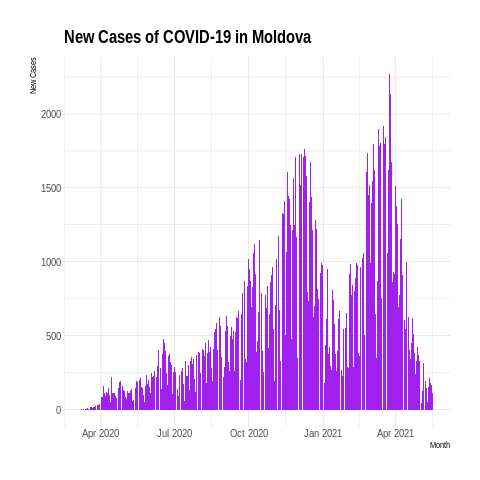 New Cases of COVID-19 in Moldova
New Cases
2000
1500
1000
500
0
Apr 2020 Jul 2020 Oct 2020 Jan 2021 Apr 2021
Month